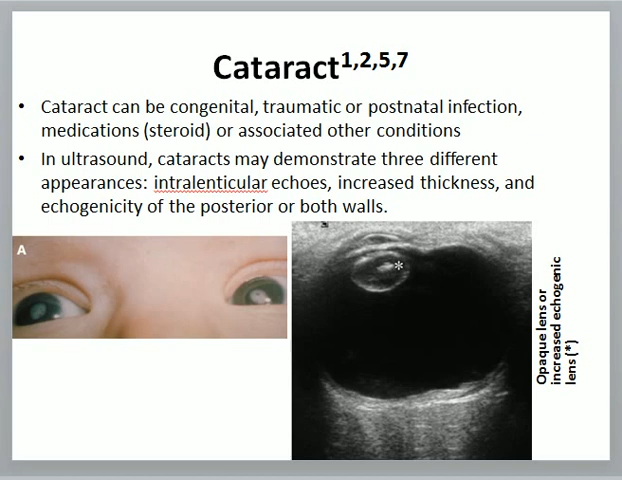 Cataract1,2,5,7
• Cataract can be congenital, traumatic or postnatal infection,
medications (steroid) or associated other conditions
• In ultrasound, cataracts may demonstrate three different
appearances: intralenticular echoes, increased thickness, and
echogenicity of the posterior or both walls.
A
*
Opaque lens or
increased echogenic
lens (*)